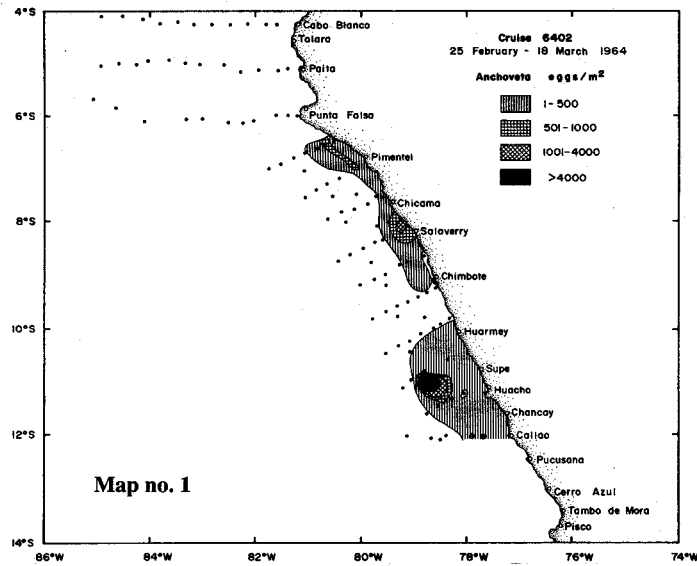 4°S
Cabo Blanco
Talara
Cruise 6402
25 February - 18 March 1964
Paita
Anchoveta eggs/m²
1-500
6°S
Punta Falsa
501-1000
1001-4000
Pimentel
>4000
Chicama
8°S
Salaverry
Chimbote
10°S
Huarmey
Supe
Huacho
Chancay
12°S
Callao
Pucusana
Map no. 1
Cerro Azul
Tambo de Mora
Pisco
14°S
86°W
84°W
82°W
80°W
78°W
76°W
74°W